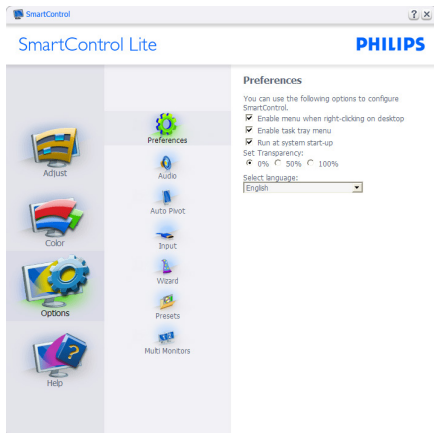 SmartControl
SmartControl Lite
PHILIPS
Adjust
Color
Options
Help
Preferences
Audio
Auto Pivot
Input
Wizard
Presets
Multi Monitors
Preferences
You can use the following options to configure
SmartControl.
Enable menu when right-clicking on desktop
Enable task tray menu
Run at system start-up
Set Transparency:
0% 50% 100%
Select language:
English